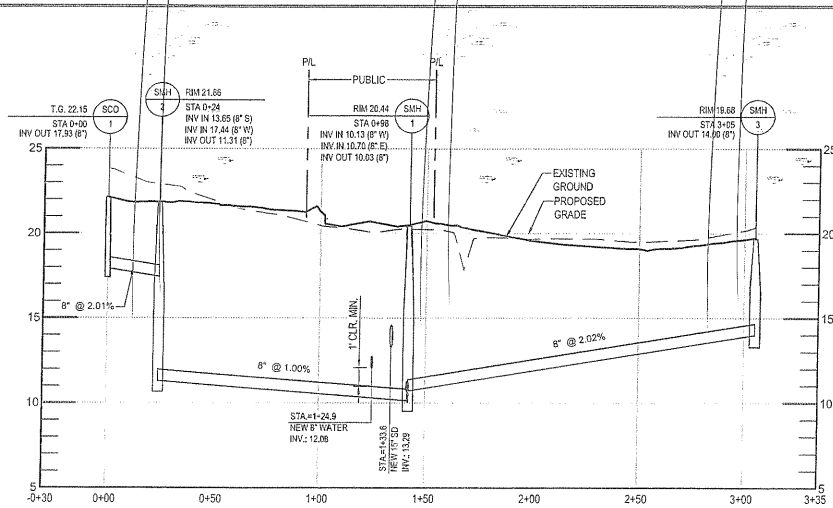 P/L
P/L
PUBLIC
T.G. 22.15
SCO
1
STA 0+00
INV OUT 17.93 (8")
SMH
2
RIM 21.86
STA 0+24
INV IN 13.65 (8" S)
INV IN 17.44 (8" W)
INV OUT 11.31 (8")
RIM 20.44
SMH
1
STA 0+98
INV IN 10.13 (8" W)
INV IN 10.70 (8" E)
INV OUT 10.03 (8")
RIM 19.68
SMH
3
STA 3+05
INV OUT 14.00 (8")
25
25
EXISTING
GROUND
PROPOSED
GRADE
20
20
8" @ 2.01%
15
15
1' CLR. MIN.
8" @ 1.00%
8" @ 2.02%
10
10
STA.=1+24.9
NEW 8" WATER
INV.: 12.08
STA.=1+33.6
NEW 15" SD
INV.: 13.29
5
5
-0+30
0+00
0+50
1+00
1+50
2+00
2+50
3+00
3+35